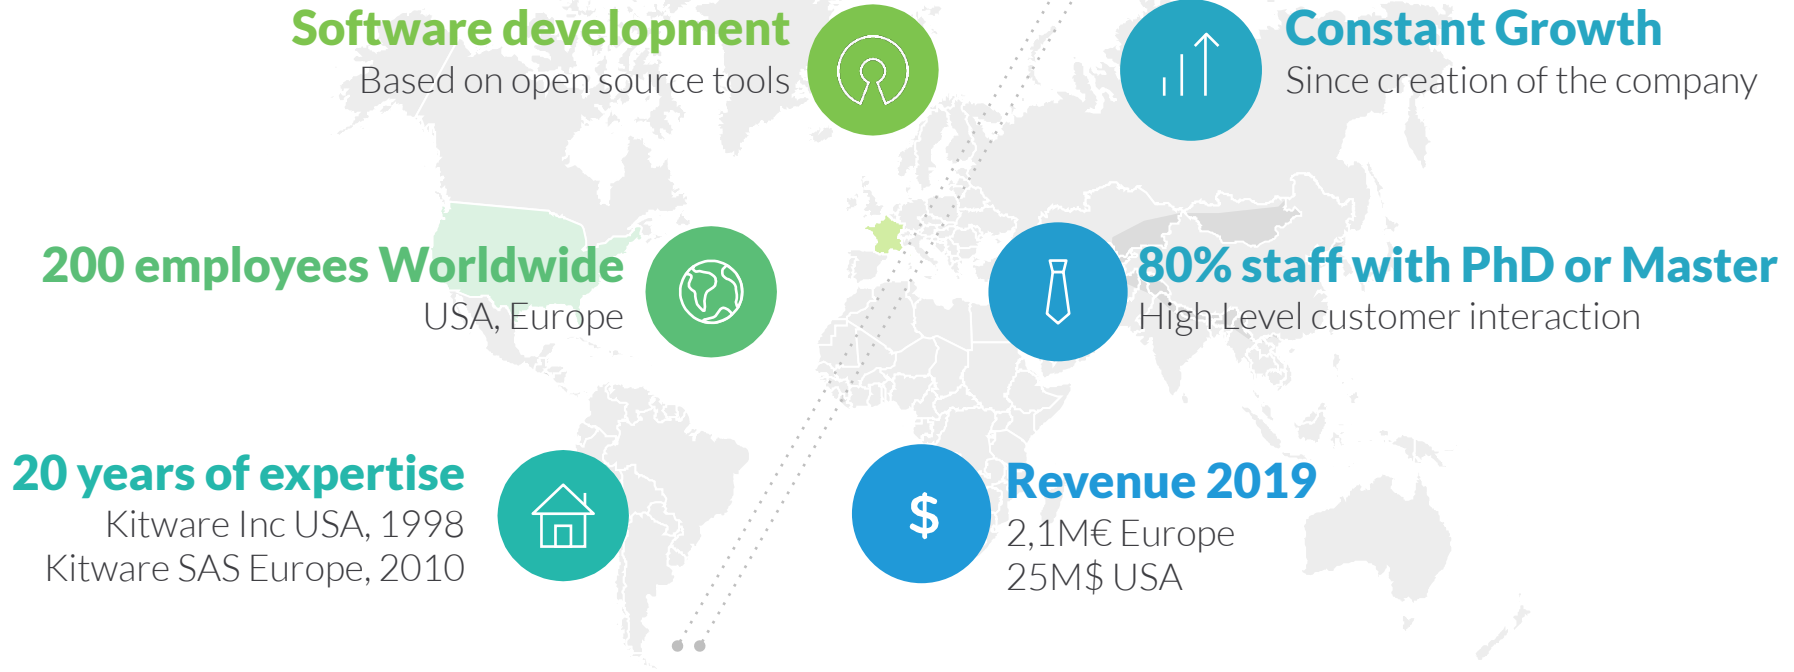 Software development
Based on open source tools
Constant Growth
Since creation of the company
200 employees Worldwide
USA, Europe
80% staff with PhD or Master
High Level customer interaction
20 years of expertise
Kitware Inc USA, 1998
Kitware SAS Europe, 2010
$
Revenue 2019
2,1M€ Europe
25M$ USA